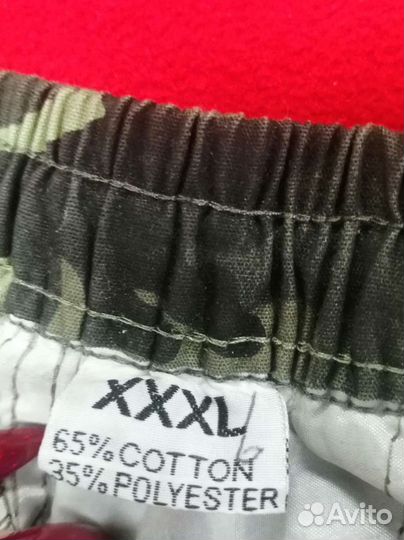 XXXL
65% COTTON
35% POLYESTER
Avito